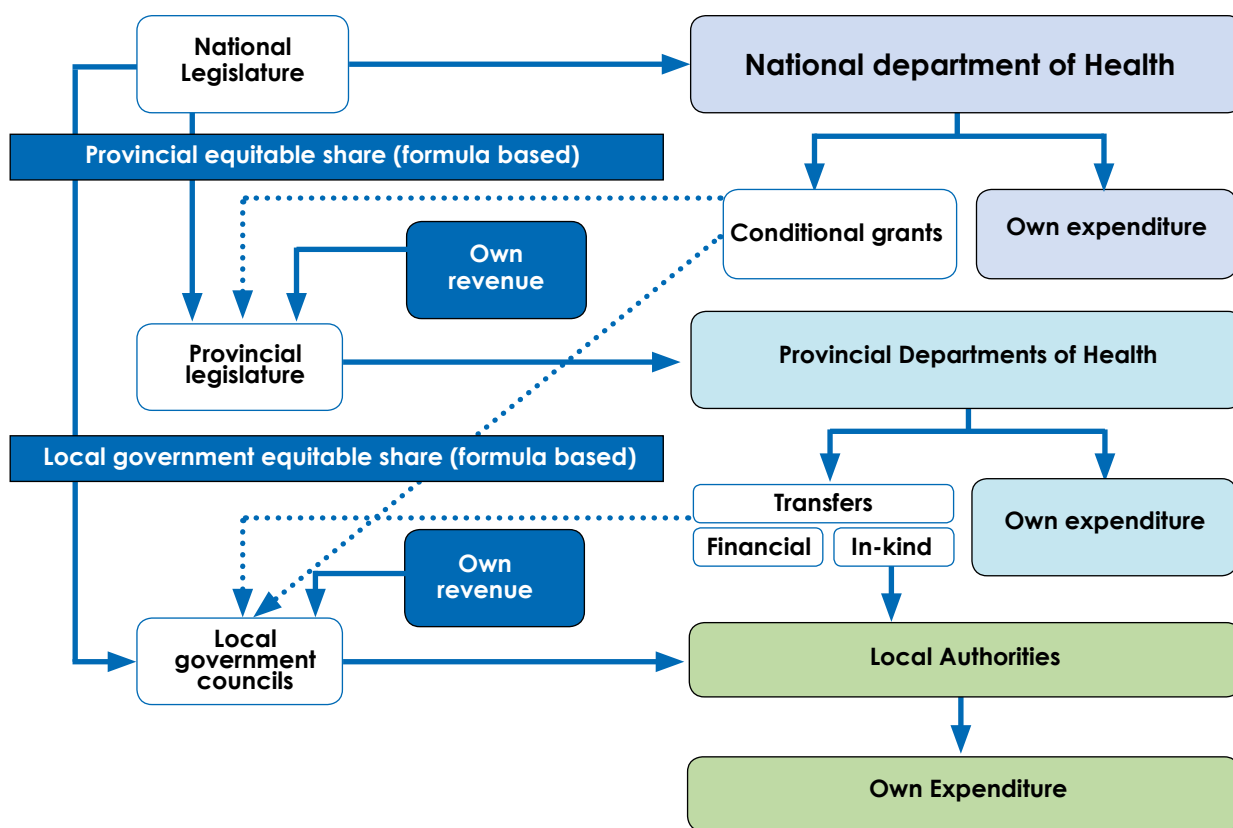 National
Legislature
National department of Health
Provincial equitable share (formula based)
Conditional grants
Own expenditure
Own
revenue
Provincial
legislature
Provincial Departments of Health
Local government equitable share (formula based)
Transfers
Financial
In-kind
Own expenditure
Own
revenue
Local
government
councils
Local Authorities
Own Expenditure